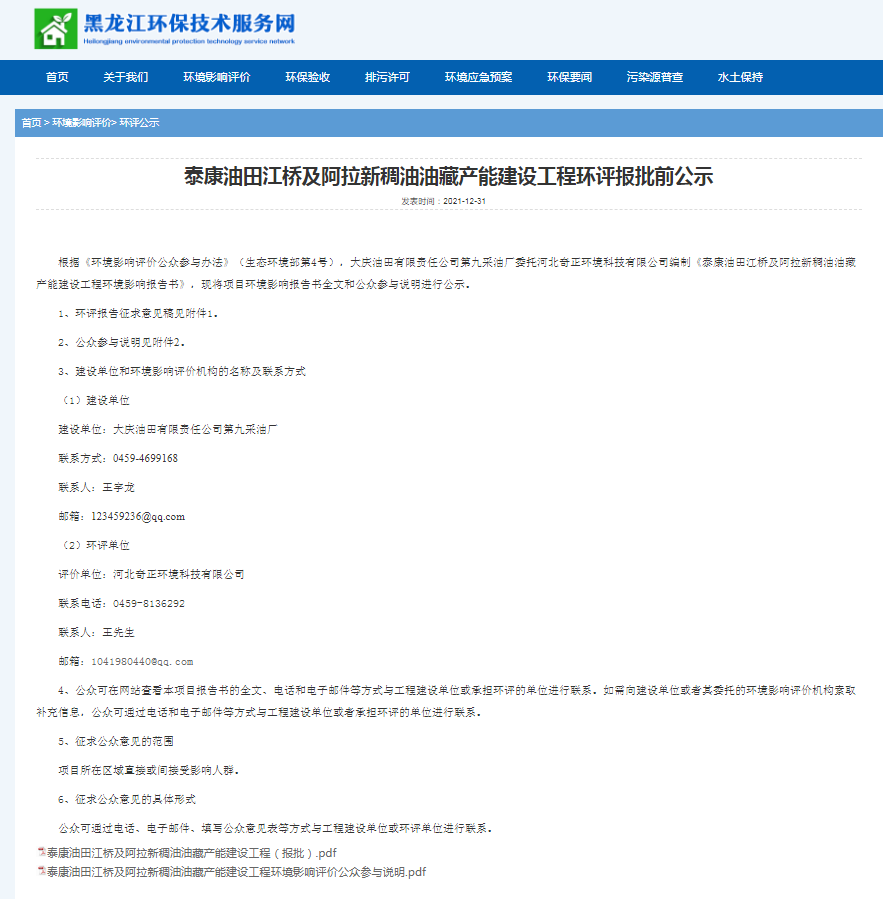 黑龙江环保技术服务网
Heilongjiang environmental protection technology service network
首页 关于我们 环境影响评价 环保验收 排污许可 环境应急预案 环保要闻 污染源普查 水土保持
首页 > 环境影响评价> 环评公示
泰康油田江桥及阿拉新稠油油藏产能建设工程环评报批前公示
发表时间：2021-12-31
根据《环境影响评价公众参与办法》（生态环境部第4号），大庆油田有限责任公司第九采油厂委托河北奇正环境科技有限公司编制《泰康油田江桥及阿拉新稠油油藏
产能建设工程环境影响报告书》，现将项目环境影响报告书全文和公众参与说明进行公示。
1、环评报告征求意见稿见附件1。
2、公众参与说明见附件2。
3、建设单位和环境影响评价机构的名称及联系方式
（1）建设单位
建设单位：大庆油田有限责任公司第九采油厂
联系方式：0459-4699168
联系人：王宇龙
邮箱：123459236@qq.com
（2）环评单位
评价单位：河北奇正环境科技有限公司
联系电话：0459-8136292
联系人：王先生
邮箱：1041980440@qq.com
4、公众可在网站查看本项目报告书的全文、电话和电子邮件等方式与工程建设单位或承担环评的单位进行联系。如需向建设单位或者其委托的环境影响评价机构索取
补充信息，公众可通过电话和电子邮件等方式与工程建设单位或者承担环评的单位进行联系。
5、征求公众意见的范围
项目所在区域直接或间接受影响人群。
6、征求公众意见的具体形式
公众可通过电话、电子邮件、填写公众意见表等方式与工程建设单位或环评单位进行联系。
泰康油田江桥及阿拉新稠油油藏产能建设工程（报批）.pdf
泰康油田江桥及阿拉新稠油油藏产能建设工程环境影响评价公众参与说明.pdf